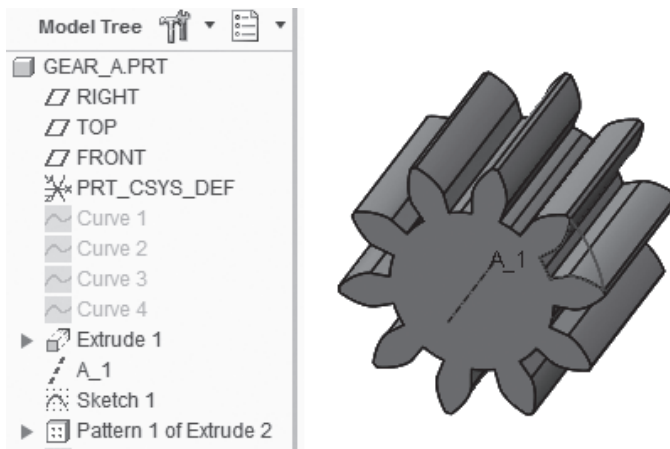 Model Tree
GEAR_A.PRT
RIGHT
TOP
FRONT
PRT_CSYS_DEF
Curve 1
Curve 2
Curve 3
Curve 4
Extrude 1
A_1
Sketch 1
Pattern 1 of Extrude 2
A_1